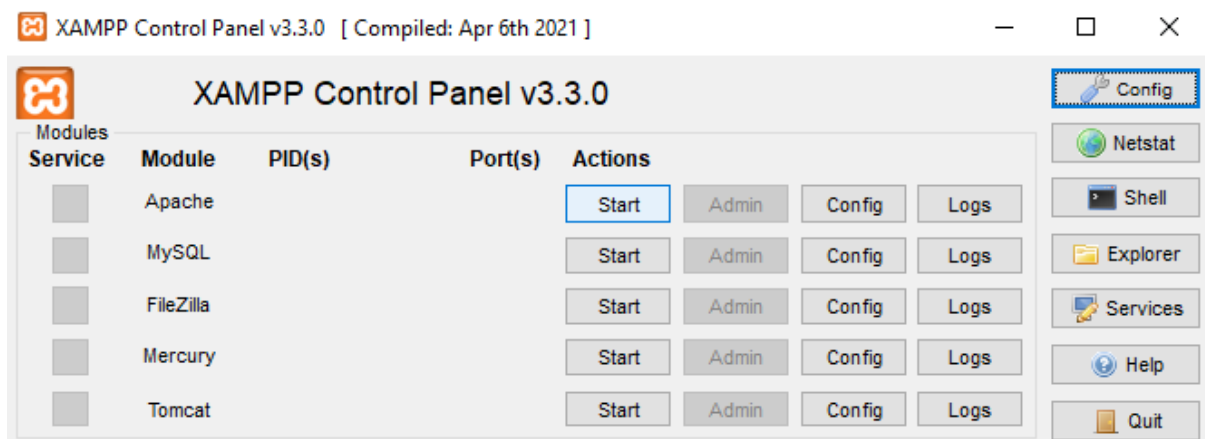 XAMPP Control Panel v3.3.0 [ Compiled: Apr 6th 2021 ]
XAMPP Control Panel v3.3.0
Config
Modules
Service Module PID(s) Port(s) Actions
Netstat
Apache Start Admin Config Logs
Shell
MySQL Start Admin Config Logs
Explorer
FileZilla Start Admin Config Logs
Services
Mercury Start Admin Config Logs
Help
Tomcat Start Admin Config Logs
Quit